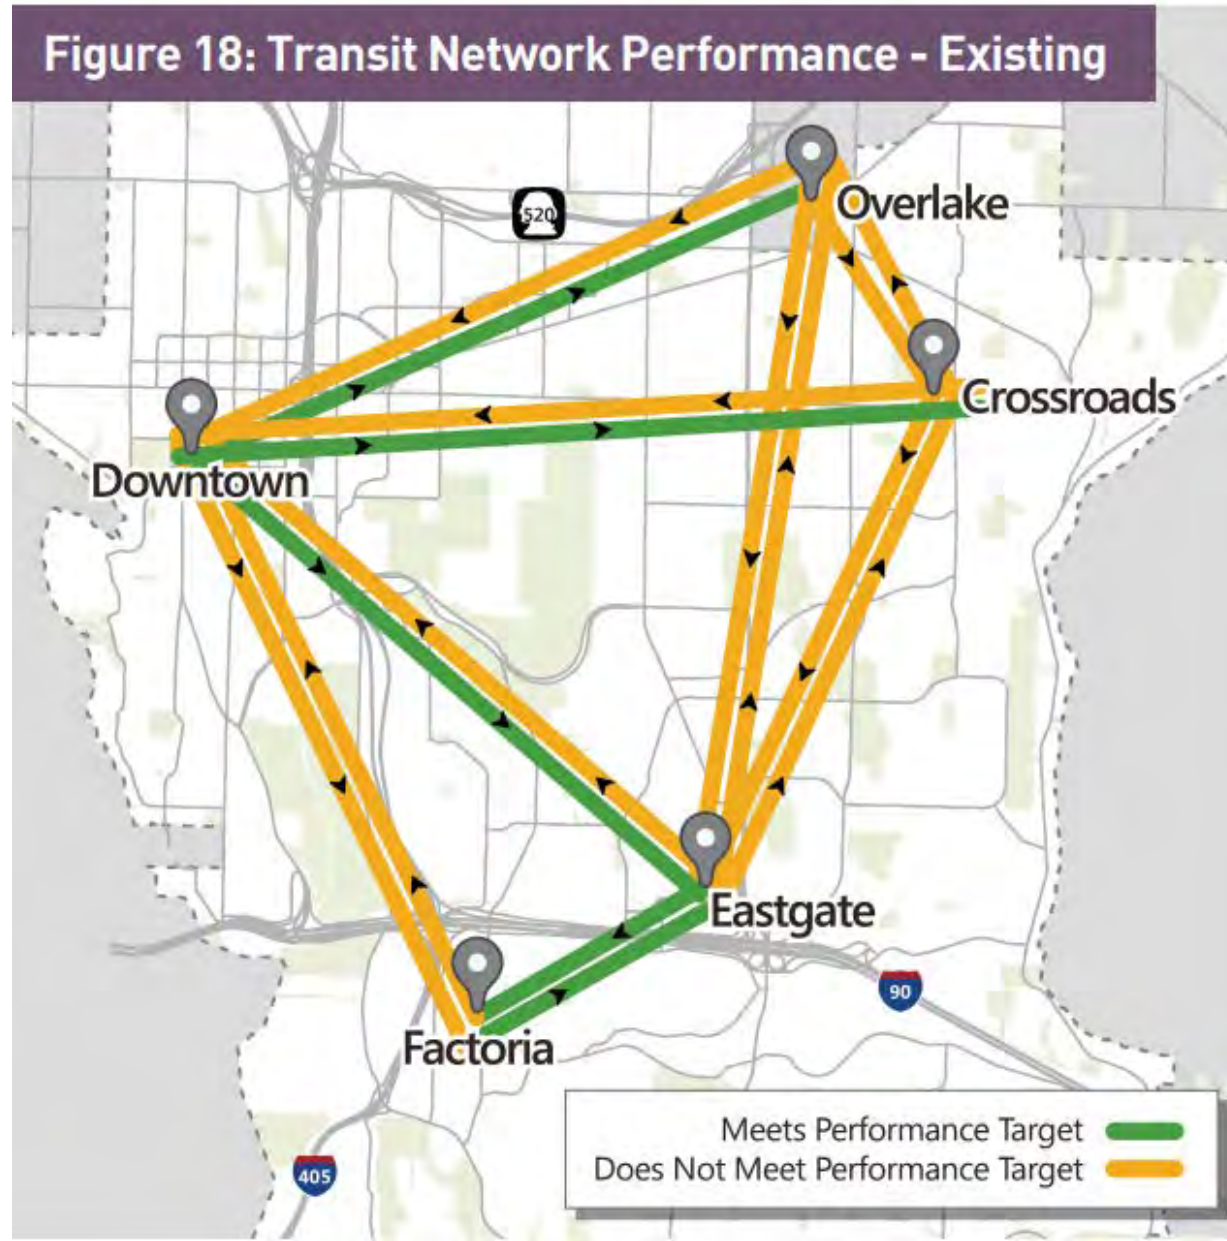 Figure 18: Transit Network Performance - Existing
520
Overlake
Crossroads
Downtown
Eastgate
90
Factoria
Meets Performance Target
Does Not Meet Performance Target
405